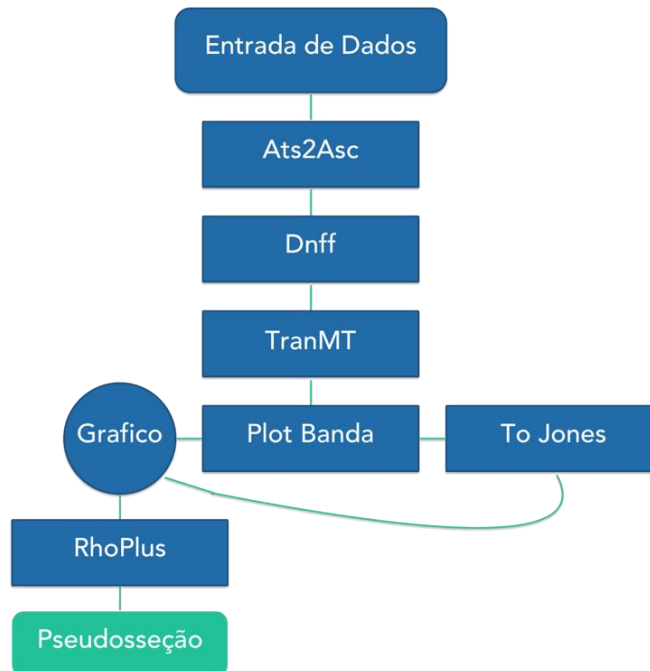 Entrada de Dados
Ats2Asc
Dnff
TranMT
Grafico
Plot Banda
To Jones
RhoPlus
Pseudosseção